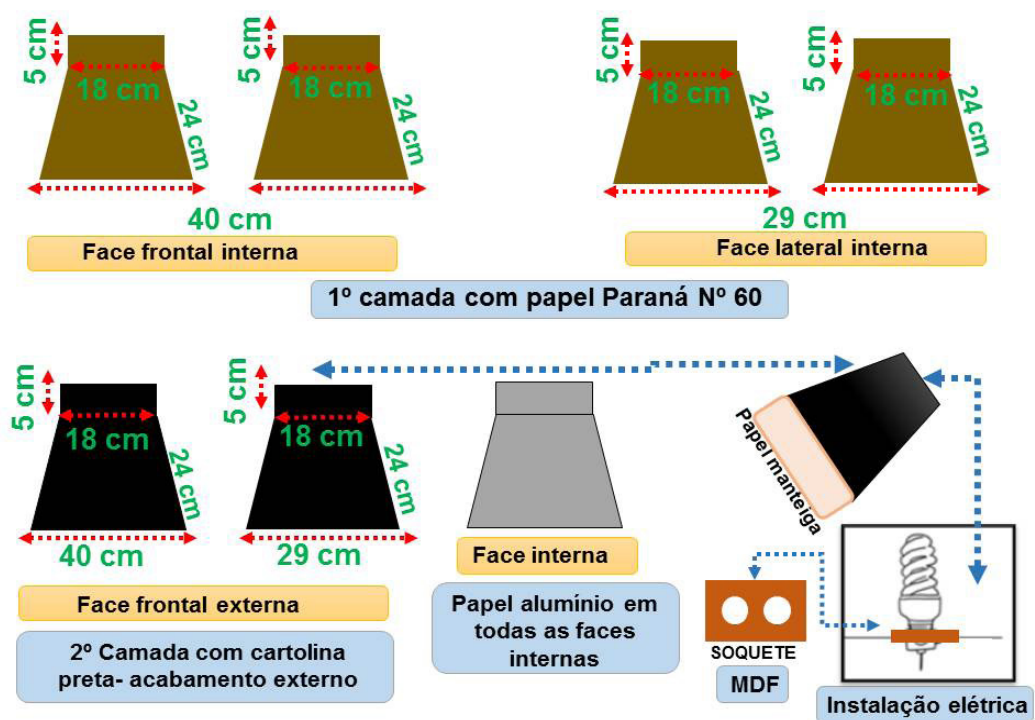 5 cm
18 cm
24 cm
5 cm
18 cm
24 cm
40 cm
Face frontal interna
5 cm
18 cm
24 cm
5 cm
18 cm
24 cm
29 cm
Face lateral interna
1º camada com papel Paraná Nº 60
5 cm
18 cm
24 cm
40 cm
5 cm
18 cm
24 cm
29 cm
Face frontal externa
2º Camada com cartolina
preta- acabamento externo
Face interna
Papel alumínio em
todas as faces
internas
Papel manteiga
SOQUETE
MDF
Instalação elétrica